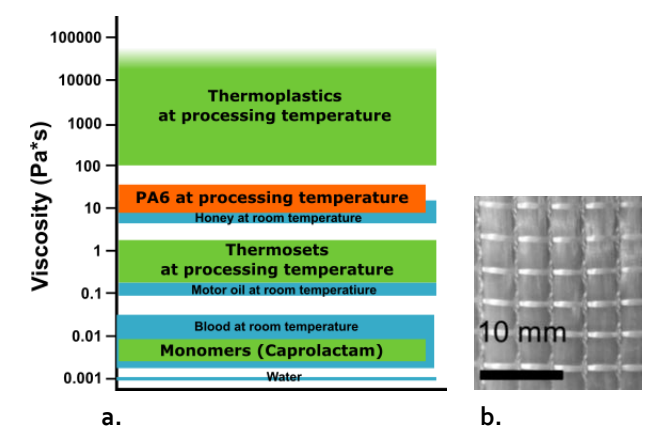 100000
10000
1000
100
10
1
0.1
0.01
0.001
Viscosity (Pa*s)
Thermoplastics
at processing temperature
PA6 at processing temperature
Honey at room temperature
Thermosets
at processing temperature
Motor oil at room temperatiure
Blood at room temperature
Monomers (Caprolactam)
Water
10 mm
a.
b.